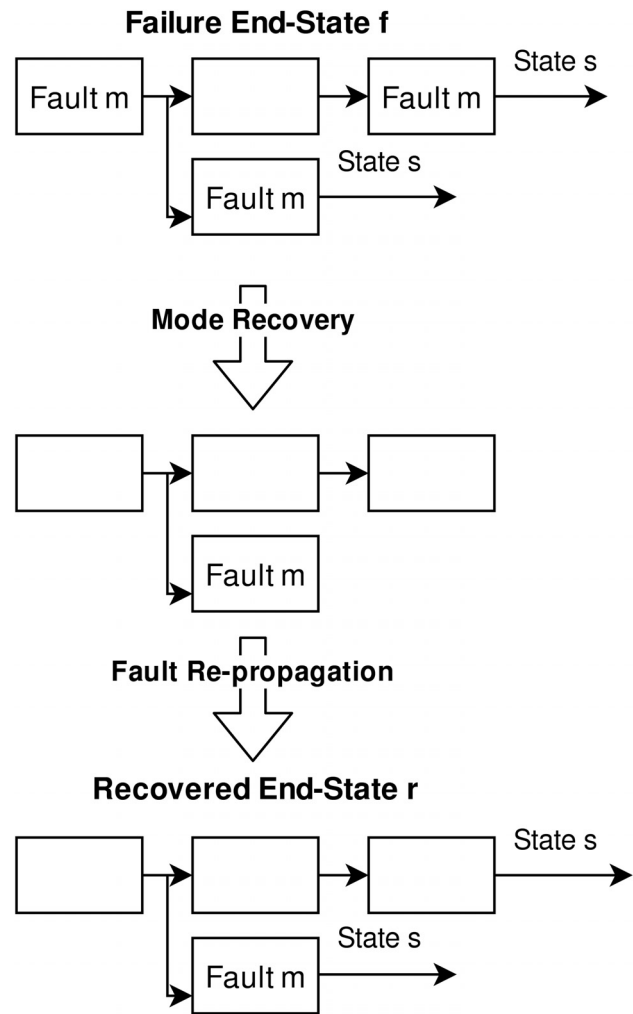 Failure End-State f
State s
Fault m
Fault m
State s
Fault m
Mode Recovery
Fault m
Fault Re-propagation
Recovered End-State r
State s
State s
Fault m